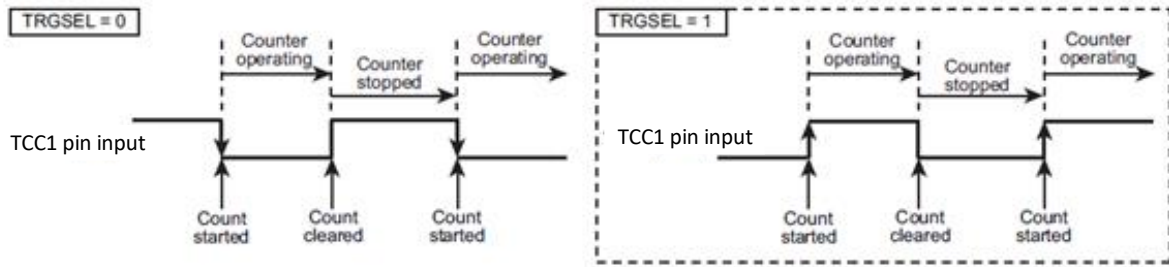 TRGSEL = 0
Counter
operating
Counter
stopped
Counter
operating
TCC1 pin input
Count
started
Count
cleared
Count
started
TRGSEL = 1
Counter
operating
Counter
stopped
Counter
operating
TCC1 pin input
Count
started
Count
cleared
Count
started